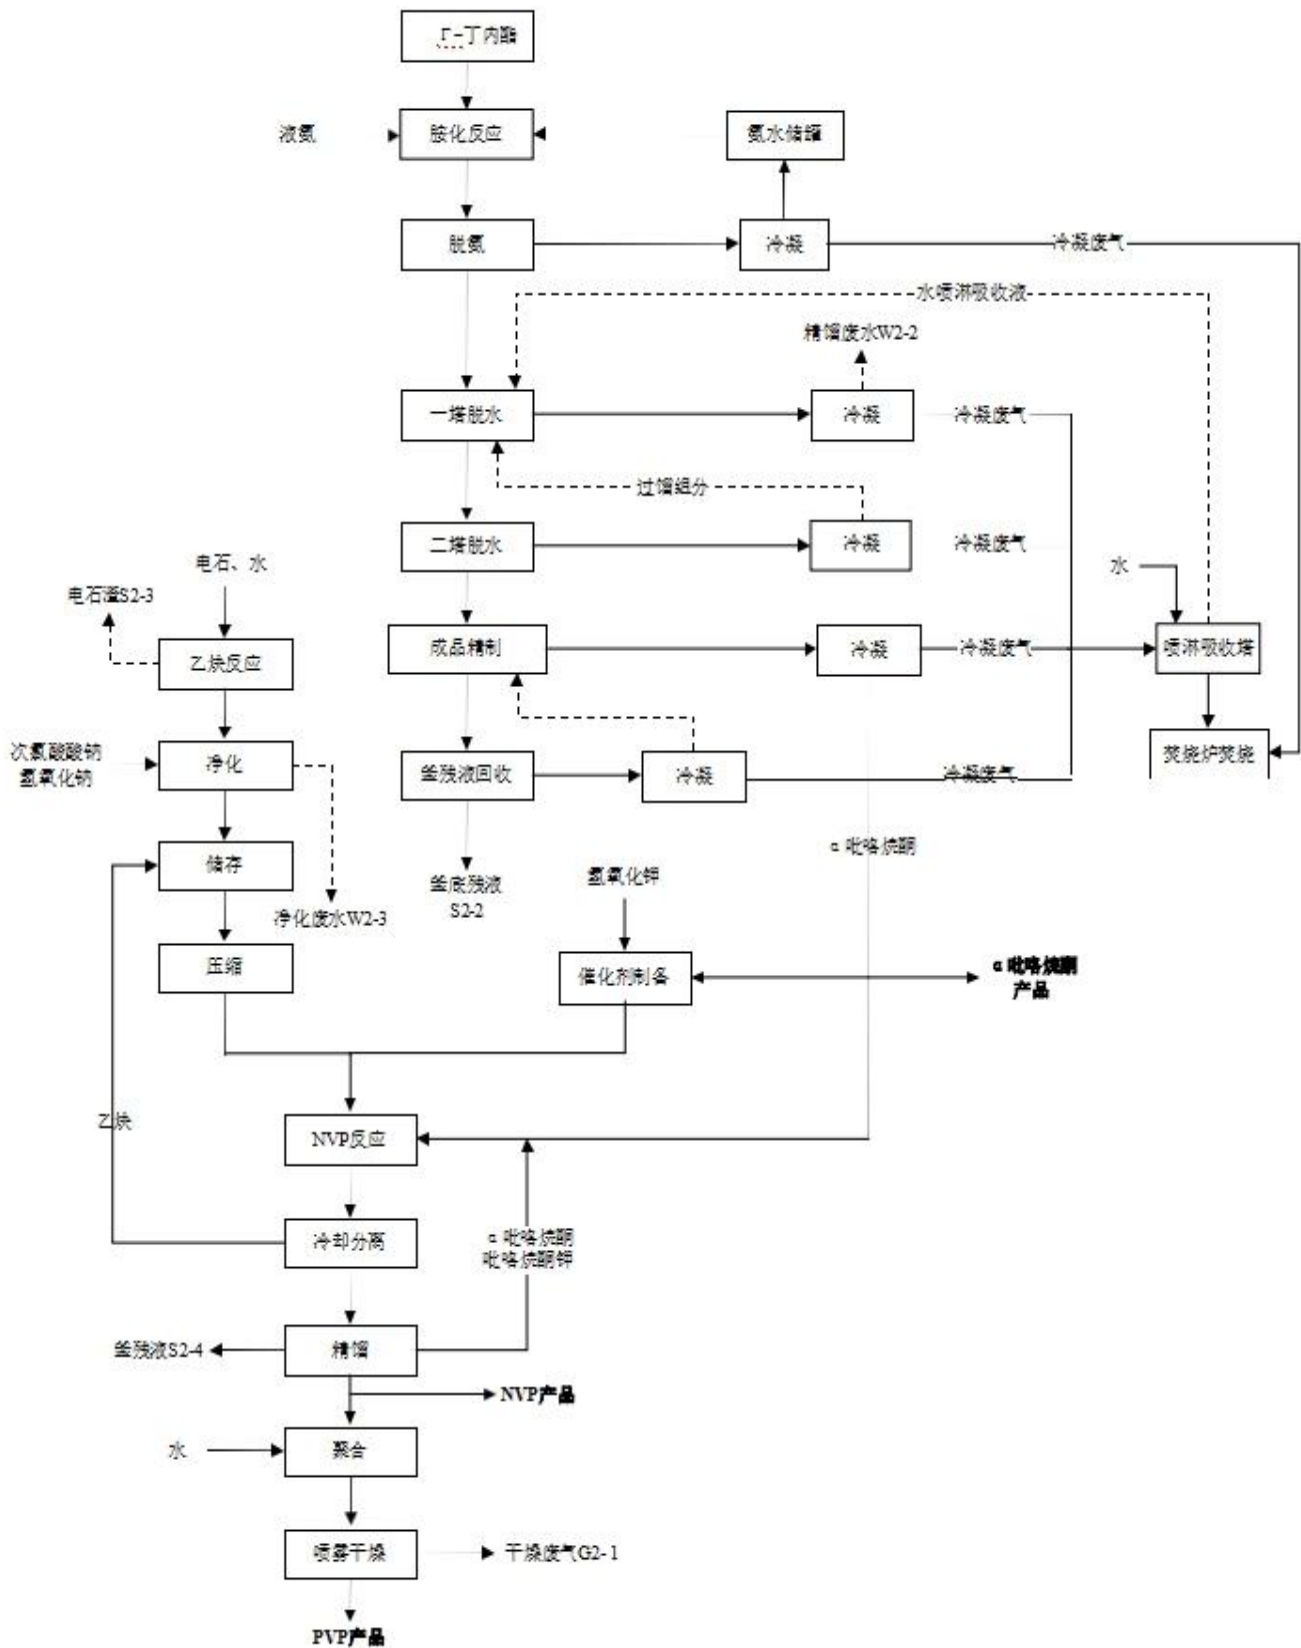 Γ-丁内酯
液氨
胺化反应
氨水储罐
脱氨
冷凝
冷凝废气
水喷淋吸收液
精馏废水W2-2
一塔脱水
冷凝
冷凝废气
过馏组分
二塔脱水
冷凝
冷凝废气
电石、水
水
电石渣S2-3
乙炔反应
成品精制
冷凝
冷凝废气
喷淋吸收塔
次氯酸酸钠
氢氧化钠
净化
釜残液回收
冷凝
冷凝废气
焚烧炉焚烧
α吡咯烷酮
储存
釜底残液
S2-2
氢氧化钾
净化废水W2-3
压缩
催化剂制备
α吡咯烷酮
产品
乙炔
NVP反应
冷却分离
α吡咯烷酮
吡咯烷酮钾
釜残液S2-4
精馏
NVP产品
水
聚合
喷雾干燥
干燥废气G2-1
PVP产品